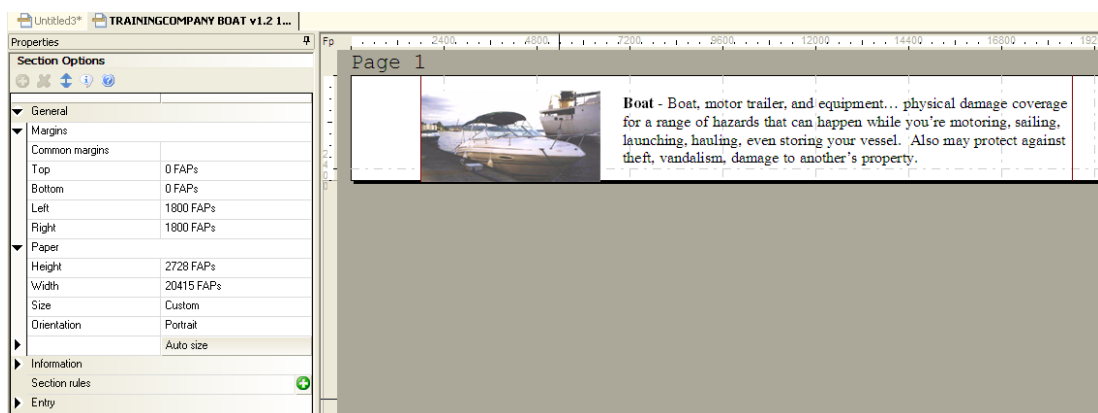 Untitled3* TRAININGCOMPANY BOAT v1.2 1...
Properties
Section Options
General
Margins
Common margins
Top 0 FAPs
Bottom 0 FAPs
Left 1800 FAPs
Right 1800 FAPs
Paper
Height 2728 FAPs
Width 20415 FAPs
Size Custom
Orientation Portrait
Auto size
Information
Section rules
Entry
Fp 2400 4800 7200 9600 12000 14400 16800 192
2400
Page 1
Boat - Boat, motor trailer, and equipment… physical damage coverage
for a range of hazards that can happen while you’re motoring, sailing,
launching, hauling, even storing your vessel. Also may protect against
theft, vandalism, damage to another’s property.